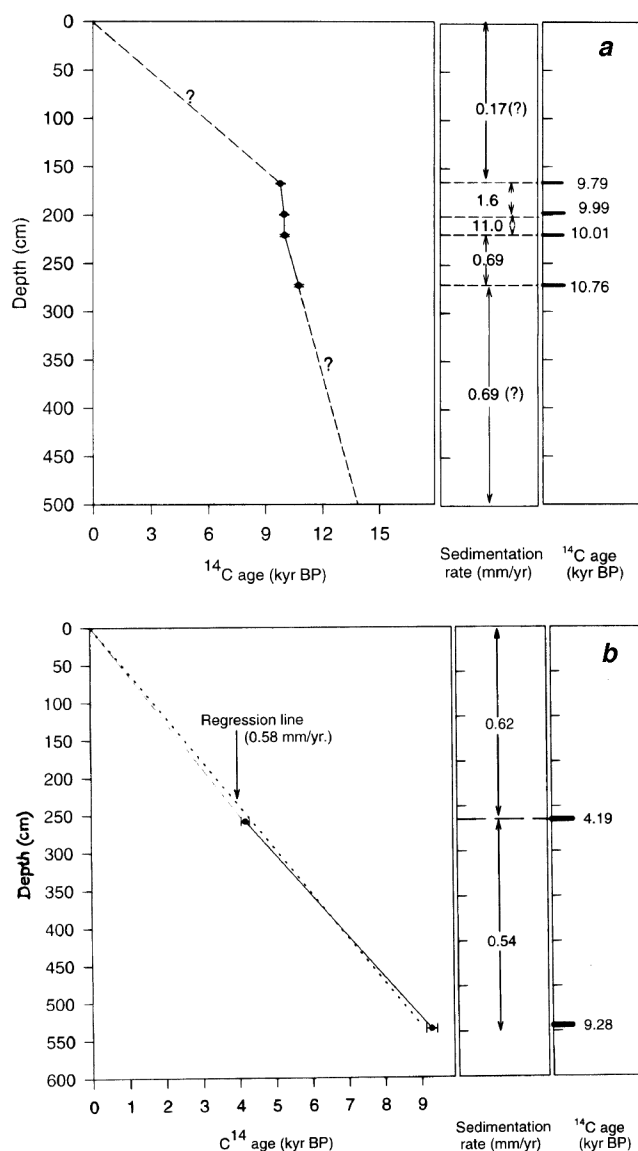 a
0
50
100
150
200
250
300
350
400
450
500
Depth (cm)
?
?
0 3 6 9 12 15
¹⁴C age (kyr BP)
0.17(?)
1.6
11.0
0.69
0.69 (?)
9.79
9.99
10.01
10.76
Sedimentation
rate (mm/yr)
¹⁴C age
(kyr BP)
b
0
50
100
150
200
250
300
350
400
450
500
550
600
Depth (cm)
Regression line
(0.58 mm/yr.)
0 1 2 3 4 5 6 7 8 9
C¹⁴ age (kyr BP)
0.62
0.54
4.19
9.28
Sedimentation
rate (mm/yr)
¹⁴C age
(kyr BP)